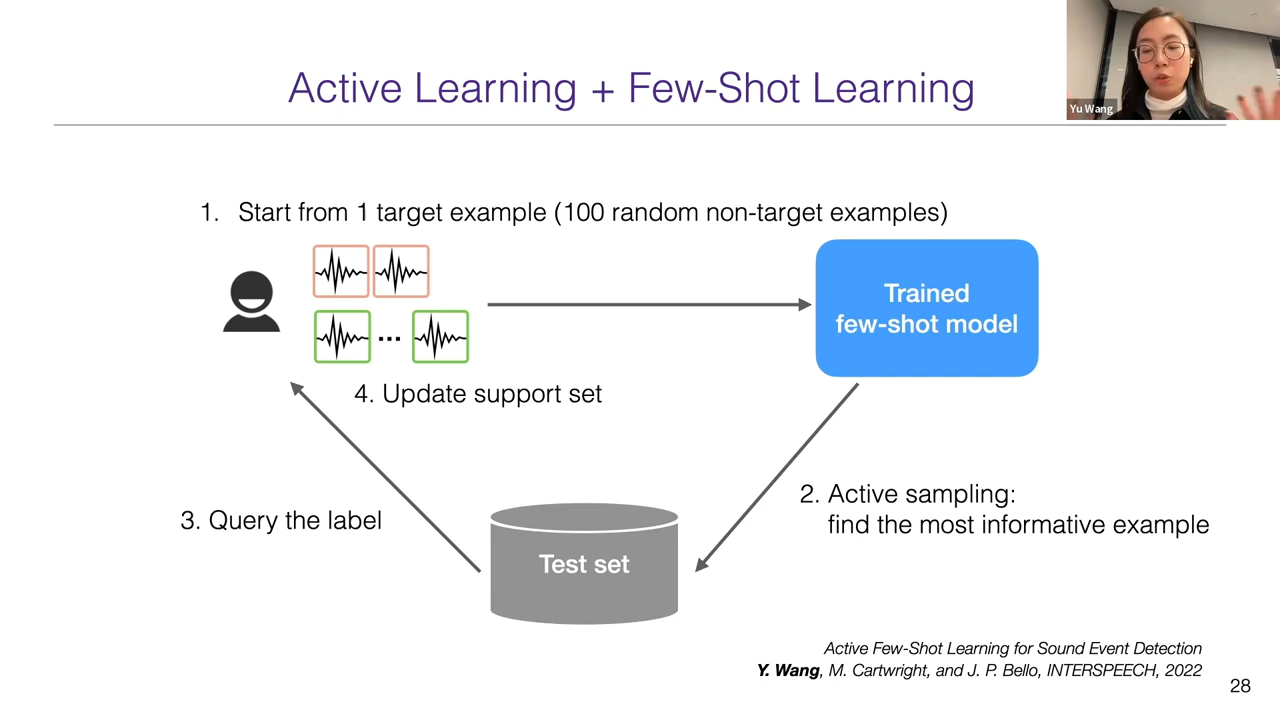 Active Learning + Few-Shot Learning
Yu Wang
1. Start from 1 target example (100 random non-target examples)
Trained
few-shot model
...
4. Update support set
2. Active sampling:
find the most informative example
3. Query the label
Test set
Active Few-Shot Learning for Sound Event Detection
Y. Wang, M. Cartwright, and J. P. Bello, INTERSPEECH, 2022
28